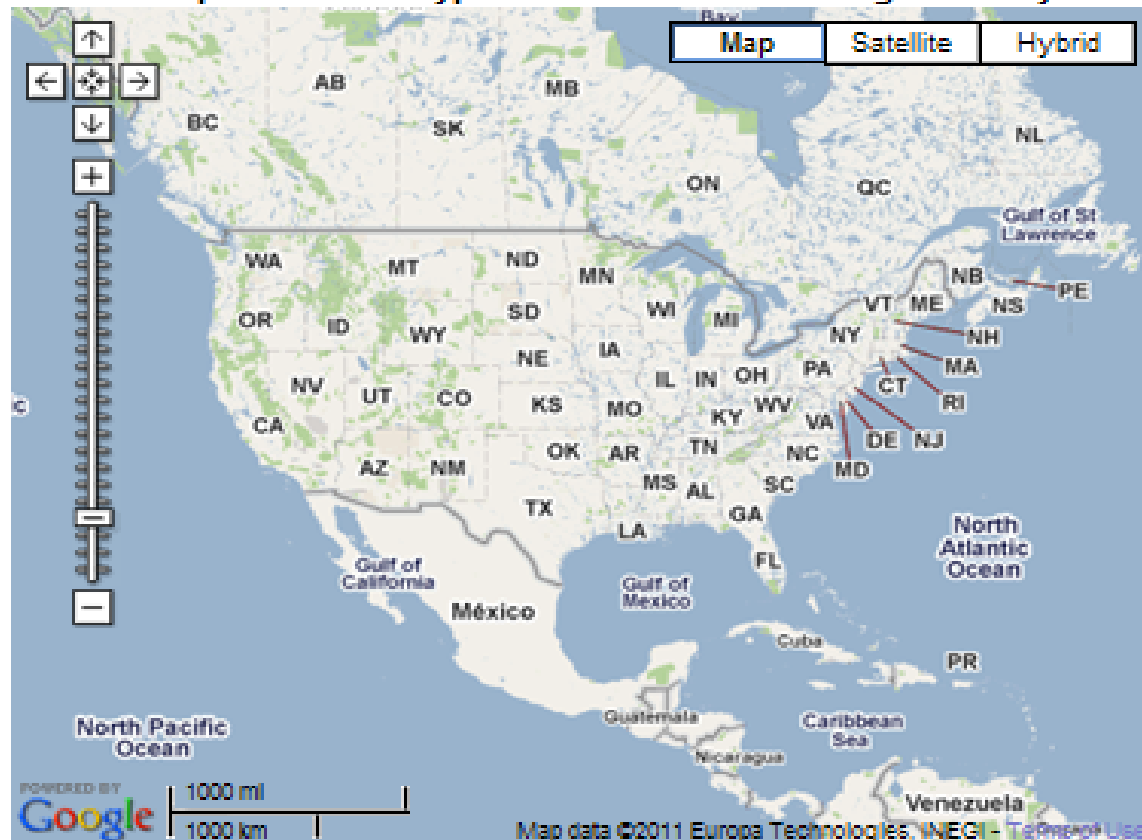 Bay
Map Satellite Hybrid
AB
MB
BC
SK
NL
ON
QC
Gulf of St
Lawrence
WA
MT
ND
MN
NB
PE
OR
ID
WY
SD
WI
MI
VT
ME
NS
NY
NH
NE
IA
MA
NV
UT
CO
IL
IN
OH
PA
CT
RI
CA
KS
MO
KY
WV
VA
DE
NJ
AZ
NM
OK
AR
TN
NC
MD
MS
AL
SC
TX
LA
GA
North
Atlantic
Ocean
FL
Gulf of
California
Gulf of
Mexico
México
Cuba
PR
Guatemala
Caribbean
Sea
North Pacific
Ocean
Nicaragua
POWERED BY
Google
1000 mi
1000 km
Venezuela
Map data ©2011 Europa Technologies, INEGI -